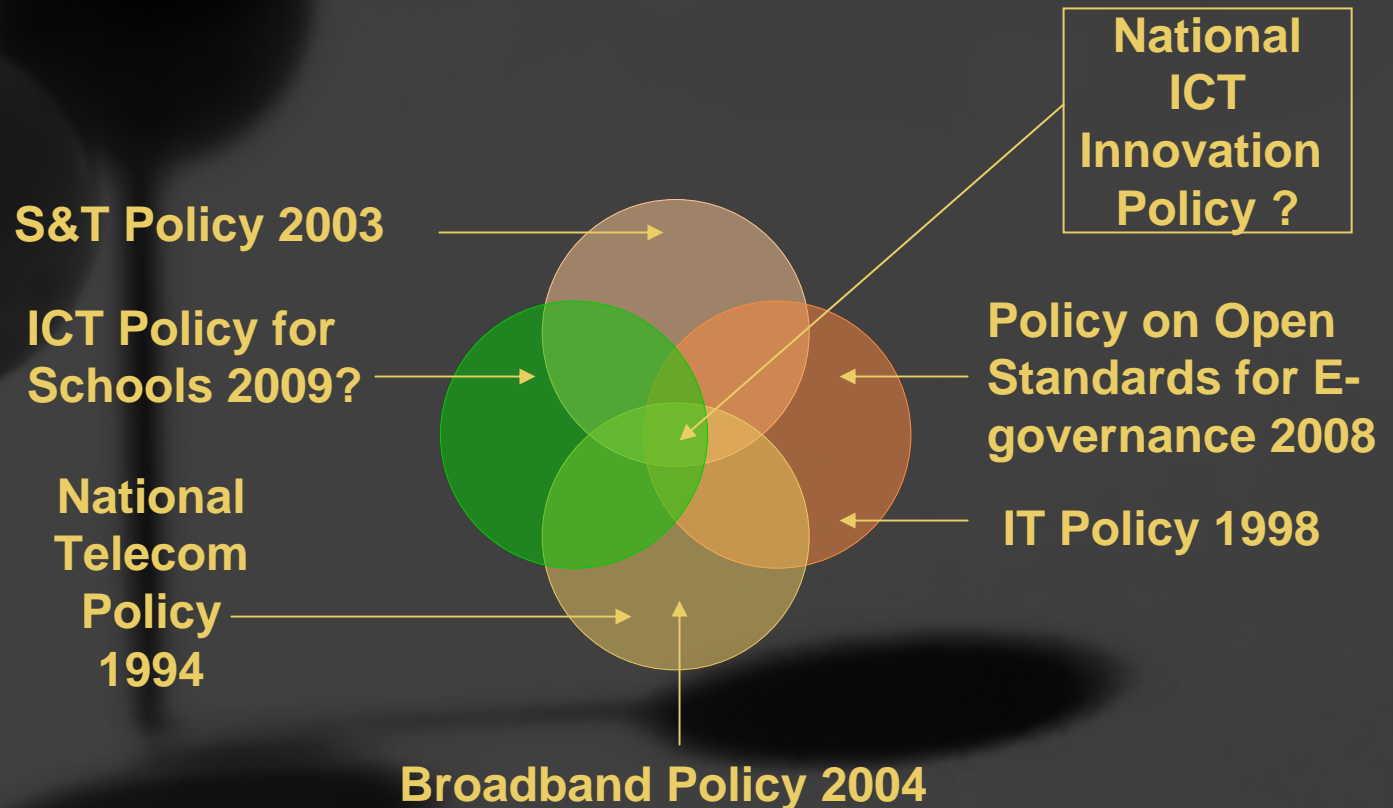 National
ICT
Innovation
Policy ?
S&T Policy 2003
ICT Policy for
Schools 2009?
Policy on Open
Standards for E-
governance 2008
National
Telecom
Policy
1994
IT Policy 1998
Broadband Policy 2004